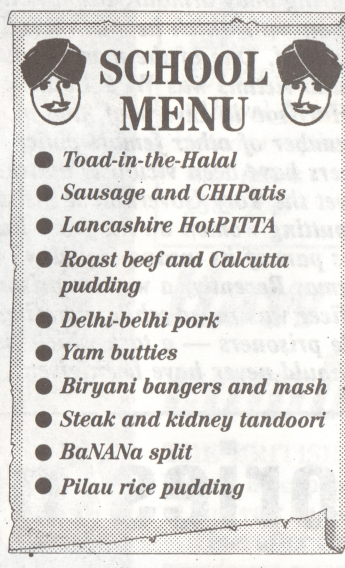 SCHOOL
MENU
● Toad-in-the-Halal
● Sausage and CHIPatis
● Lancashire HotPITTA
● Roast beef and Calcutta
pudding
● Delhi-belhi pork
● Yam butties
● Biryani bangers and mash
● Steak and kidney tandoori
● BaNANa split
● Pilau rice pudding